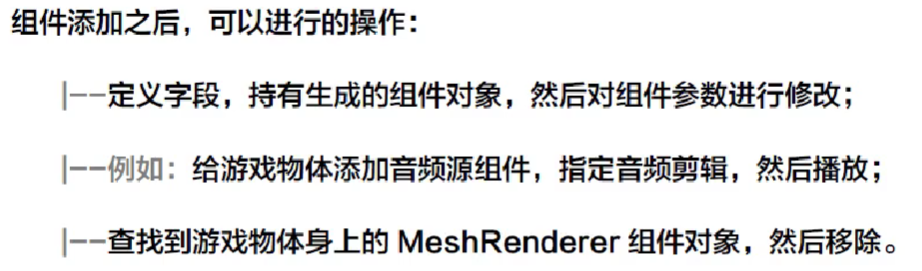 组件添加之后，可以进行的操作：
|--定义字段，持有生成的组件对象，然后对组件参数进行修改；
|--例如：给游戏物体添加音频源组件，指定音频剪辑，然后播放；
|--查找到游戏物体身上的 MeshRenderer 组件对象，然后移除。